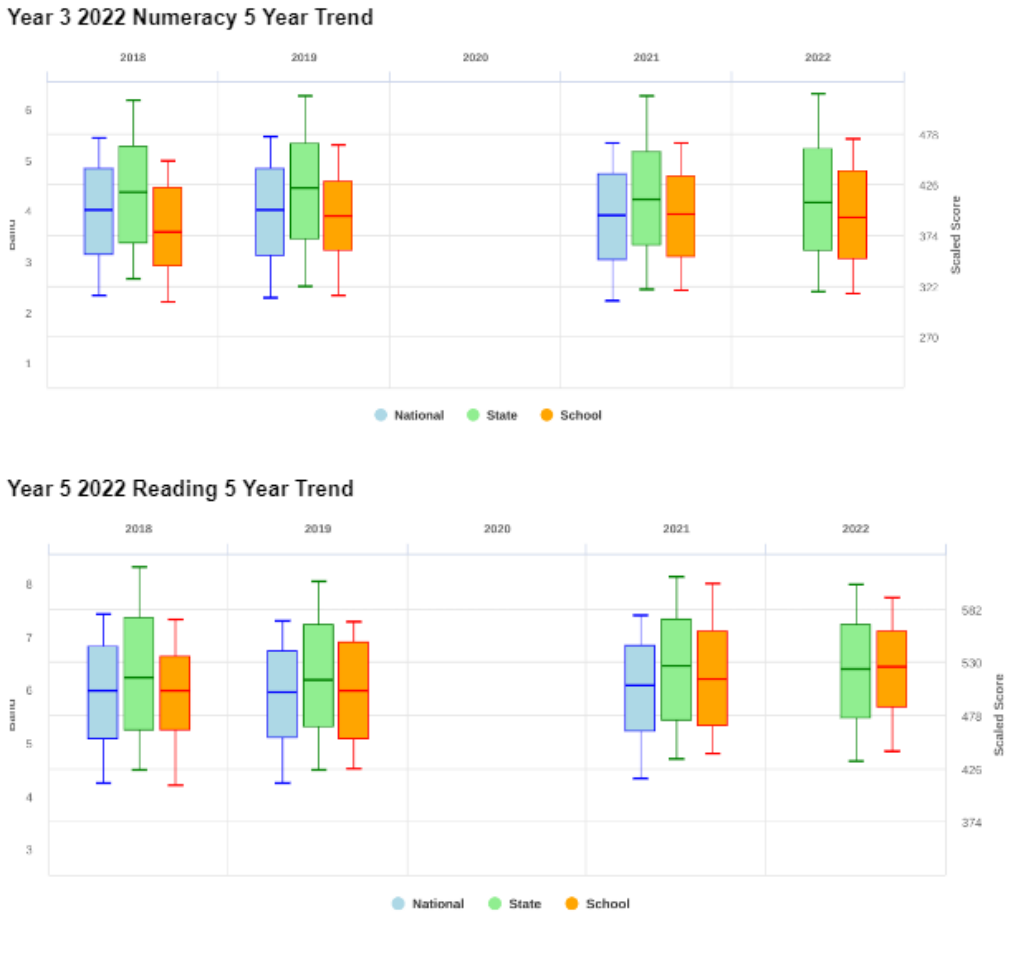 Year 3 2022 Numeracy 5 Year Trend
2018 2019 2020 2021 2022
6
478
5
426
4
374
3
322
2
270
1
Scaled Score
National State School
Year 5 2022 Reading 5 Year Trend
2018 2019 2020 2021 2022
8
582
7
530
6
478
5
426
4
374
3
Scaled Score
National State School